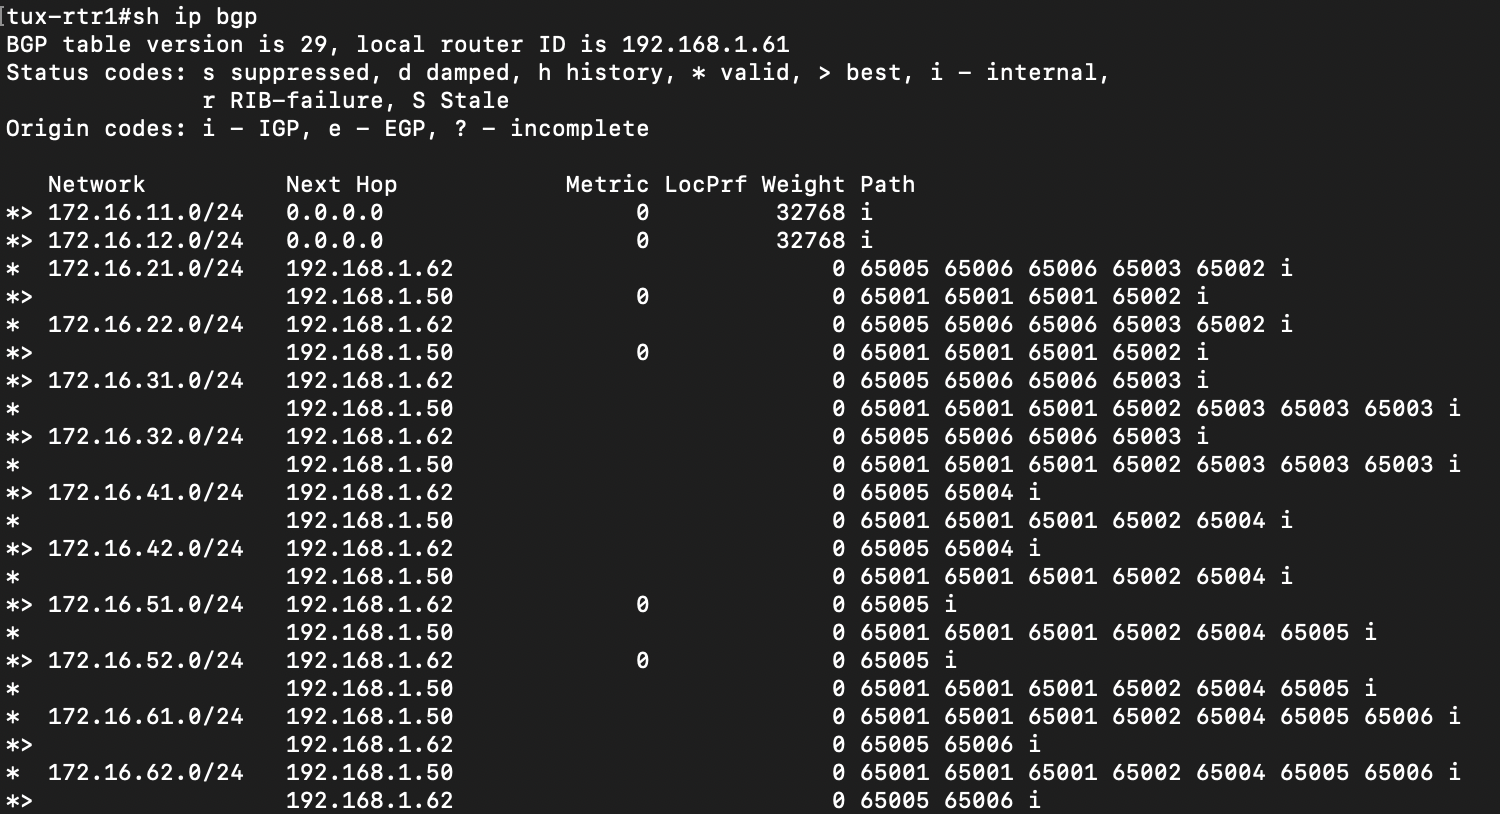 [tux-rtr1#sh ip bgp
BGP table version is 29, local router ID is 192.168.1.61
Status codes: s suppressed, d damped, h history, * valid, > best, i - internal,
              r RIB-failure, S Stale
Origin codes: i - IGP, e - EGP, ? - incomplete

   Network          Next Hop            Metric LocPrf Weight Path
*> 172.16.11.0/24   0.0.0.0                  0         32768 i
*> 172.16.12.0/24   0.0.0.0                  0         32768 i
*  172.16.21.0/24   192.168.1.62                           0 65005 65006 65006 65003 65002 i
*>                  192.168.1.50             0             0 65001 65001 65001 65002 i
*  172.16.22.0/24   192.168.1.62                           0 65005 65006 65006 65003 65002 i
*>                  192.168.1.50             0             0 65001 65001 65001 65002 i
*> 172.16.31.0/24   192.168.1.62                           0 65005 65006 65006 65003 i
*                   192.168.1.50                           0 65001 65001 65001 65002 65003 65003 65003 i
*> 172.16.32.0/24   192.168.1.62                           0 65005 65006 65006 65003 i
*                   192.168.1.50                           0 65001 65001 65001 65002 65003 65003 65003 i
*> 172.16.41.0/24   192.168.1.62                           0 65005 65004 i
*                   192.168.1.50                           0 65001 65001 65001 65002 65004 i
*> 172.16.42.0/24   192.168.1.62                           0 65005 65004 i
*                   192.168.1.50                           0 65001 65001 65001 65002 65004 i
*> 172.16.51.0/24   192.168.1.62             0             0 65005 i
*                   192.168.1.50                           0 65001 65001 65001 65002 65004 65005 i
*> 172.16.52.0/24   192.168.1.62             0             0 65005 i
*                   192.168.1.50                           0 65001 65001 65001 65002 65004 65005 i
*  172.16.61.0/24   192.168.1.50                           0 65001 65001 65001 65002 65004 65005 65006 i
*>                  192.168.1.62                           0 65005 65006 i
*  172.16.62.0/24   192.168.1.50                           0 65001 65001 65001 65002 65004 65005 65006 i
*>                  192.168.1.62                           0 65005 65006 i